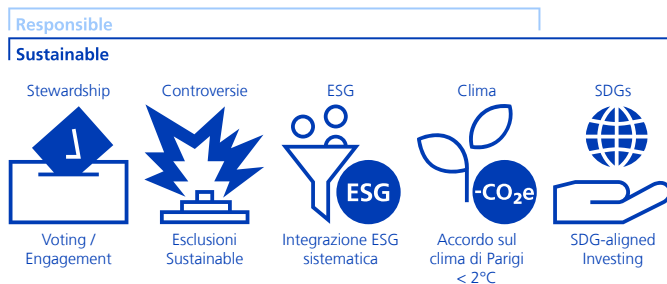 Responsible
Sustainable
Stewardship
Controversie
ESG
Clima
SDGs
ESG
-CO₂e
Voting /
Engagement
Esclusioni
Sustainable
Integrazione ESG
sistematica
Accordo sul
clima di Parigi
< 2°C
SDG-aligned
Investing